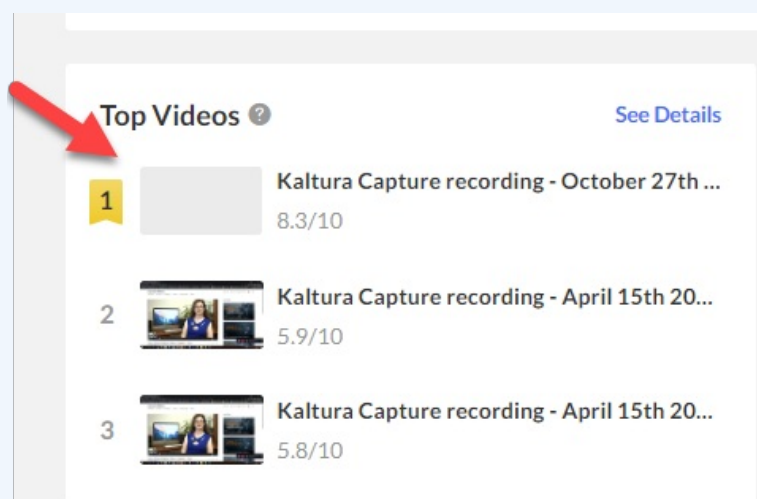 Top Videos ? See Details
1 Kaltura Capture recording - October 27th ...
8.3/10
2 Kaltura Capture recording - April 15th 20...
5.9/10
3 Kaltura Capture recording - April 15th 20...
5.8/10